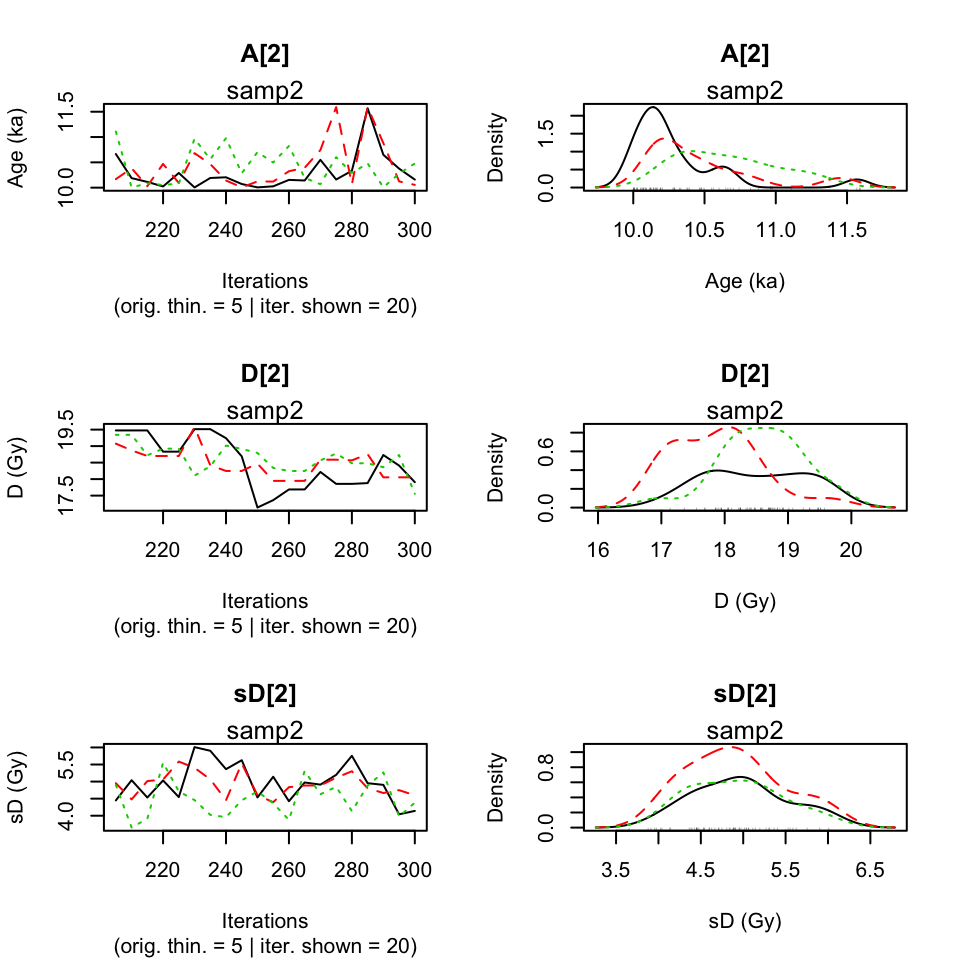 A[2]
samp2
Age (ka)
10.0 11.5
220 240 260 280 300
Iterations
(orig. thin. = 5 | iter. shown = 20)
A[2]
samp2
Density
0.0 1.5
10.0 10.5 11.0 11.5
Age (ka)
D[2]
samp2
D (Gy)
17.5 19.5
220 240 260 280 300
Iterations
(orig. thin. = 5 | iter. shown = 20)
D[2]
samp2
Density
0.0 0.6
16 17 18 19 20
D (Gy)
sD[2]
samp2
sD (Gy)
4.0 5.5
220 240 260 280 300
Iterations
(orig. thin. = 5 | iter. shown = 20)
sD[2]
samp2
Density
0.0 0.8
3.5 4.5 5.5 6.5
sD (Gy)